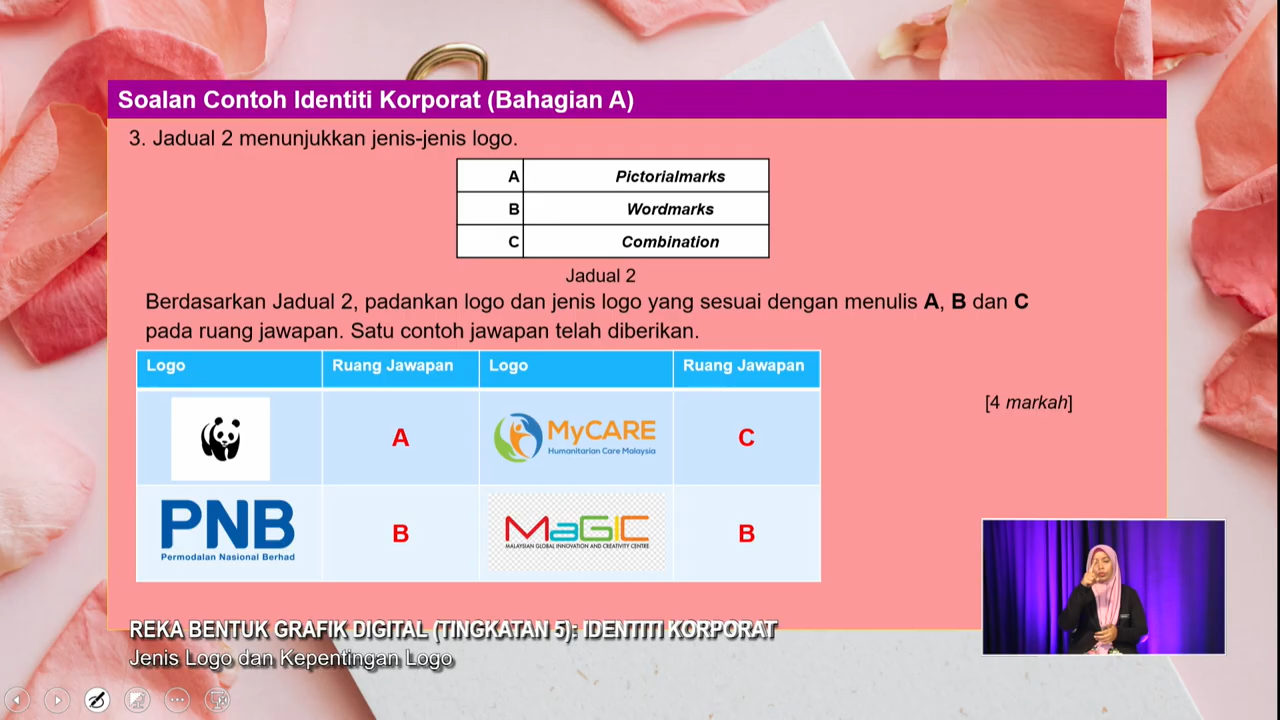 Soalan Contoh Identiti Korporat (Bahagian A)
3. Jadual 2 menunjukkan jenis-jenis logo.
A Pictorialmarks
B Wordmarks
C Combination
Jadual 2
Berdasarkan Jadual 2, padankan logo dan jenis logo yang sesuai dengan menulis A, B dan C
pada ruang jawapan. Satu contoh jawapan telah diberikan.
Logo Ruang Jawapan Logo Ruang Jawapan
[4 markah]
A
MyCARE
Humanitarian Care Malaysia
C
PNB
Permodalan Nasional Berhad
B
MaGIC
MALAYSIAN GLOBAL INNOVATION AND CREATIVITY CENTRE
B
REKA BENTUK GRAFIK DIGITAL (TINGKATAN 5): IDENTITI KORPORAT
Jenis Logo dan Kepentingan Logo